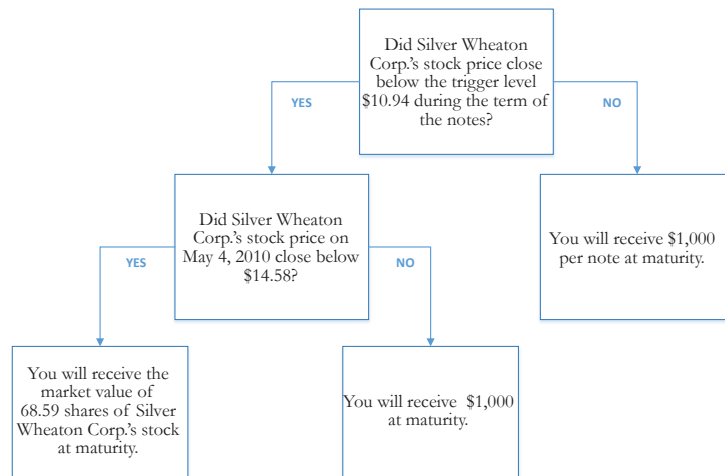 Did Silver Wheaton
Corp.'s stock price close
below the trigger level
$10.94 during the term of
the notes?
YES
NO
Did Silver Wheaton
Corp.'s stock price on
May 4, 2010 close below
$14.58?
You will receive $1,000
per note at maturity.
YES
NO
You will receive the
market value of
68.59 shares of Silver
Wheaton Corp.'s stock
at maturity.
You will receive $1,000
at maturity.